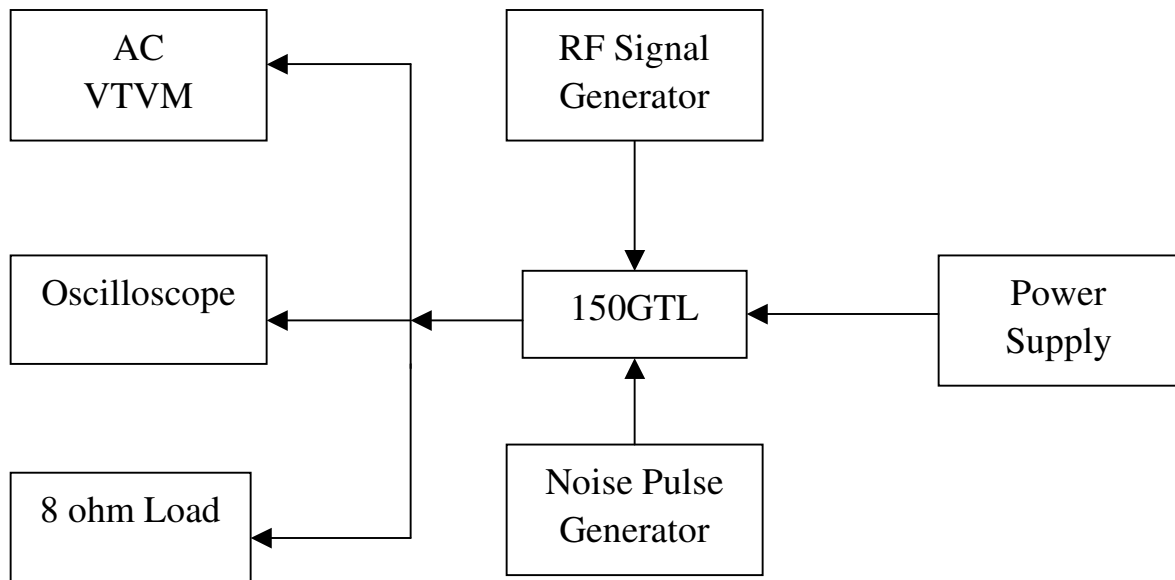 AC
VTVM
RF Signal
Generator
Oscilloscope
150GTL
Power
Supply
8 ohm Load
Noise Pulse
Generator